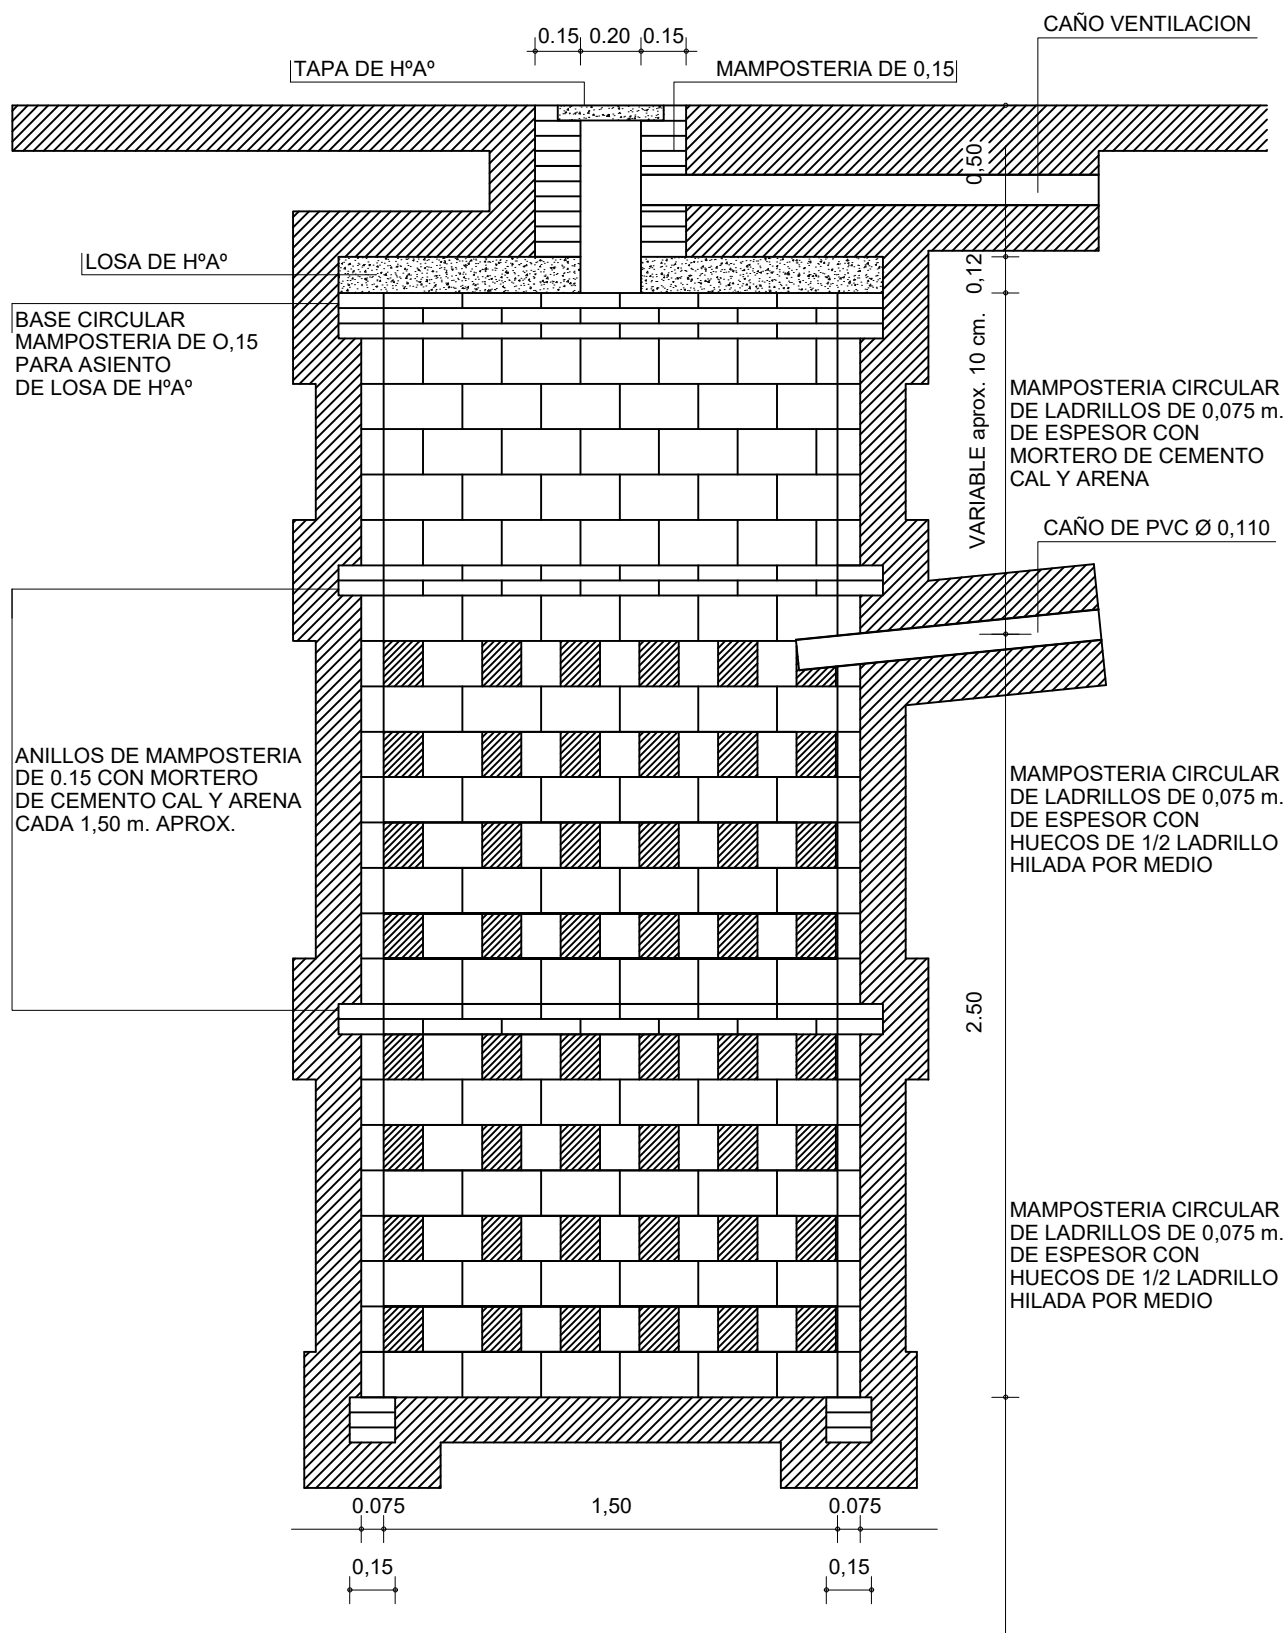 CAÑO VENTILACION
0.15 0.20 0.15
TAPA DE HºAº
MAMPOSTERIA DE 0,15
0,50
LOSA DE HºAº
0,12
BASE CIRCULAR
MAMPOSTERIA DE O,15
PARA ASIENTO
DE LOSA DE HºAº
VARIABLE aprox. 10 cm.
MAMPOSTERIA CIRCULAR
DE LADRILLOS DE 0,075 m.
DE ESPESOR CON
MORTERO DE CEMENTO
CAL Y ARENA
CAÑO DE PVC Ø 0,110
ANILLOS DE MAMPOSTERIA
DE 0.15 CON MORTERO
DE CEMENTO CAL Y ARENA
CADA 1,50 m. APROX.
MAMPOSTERIA CIRCULAR
DE LADRILLOS DE 0,075 m.
DE ESPESOR CON
HUECOS DE 1/2 LADRILLO
HILADA POR MEDIO
2.50
MAMPOSTERIA CIRCULAR
DE LADRILLOS DE 0,075 m.
DE ESPESOR CON
HUECOS DE 1/2 LADRILLO
HILADA POR MEDIO
0.075 1,50 0.075
0,15 0,15